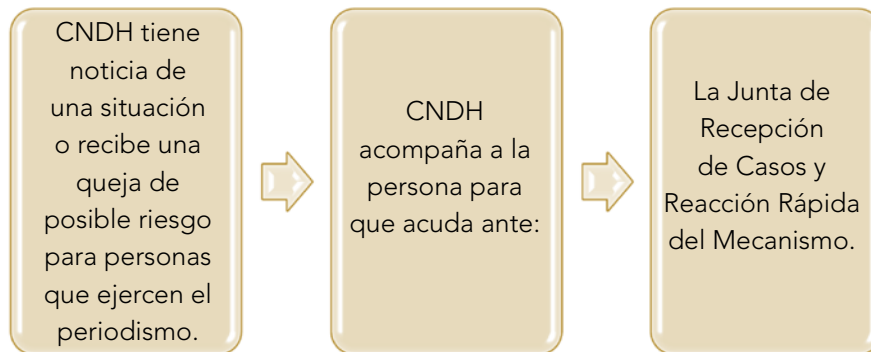 CNDH tiene
noticia de
una situación
o recibe una
queja de
posible riesgo
para personas
que ejercen el
periodismo.
CNDH
acompaña a la
persona para
que acuda ante:
La Junta de
Recepción
de Casos y
Reacción Rápida
del Mecanismo.